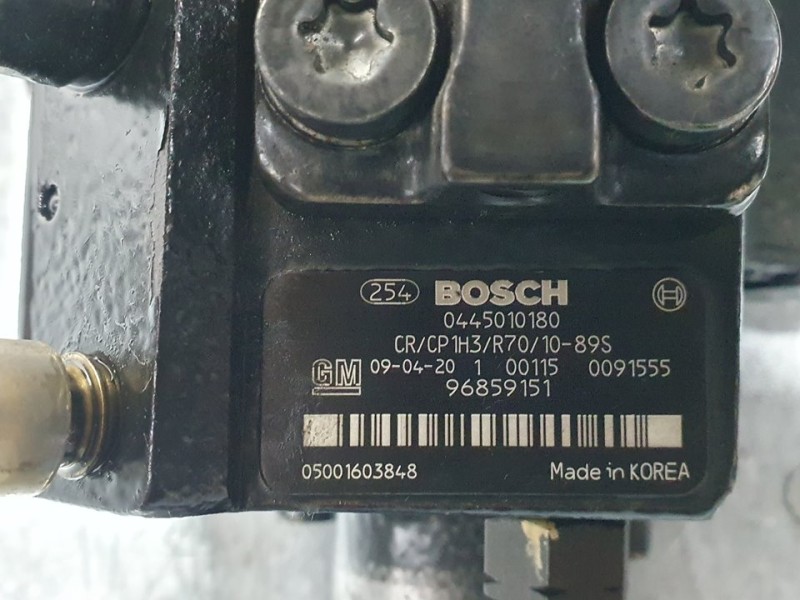 254 BOSCH
0445010180
CR/CP1H3/R70/10-89S
GM 09-04-20 1 00115 0091555
96859151
05001603848 Made in KOREA